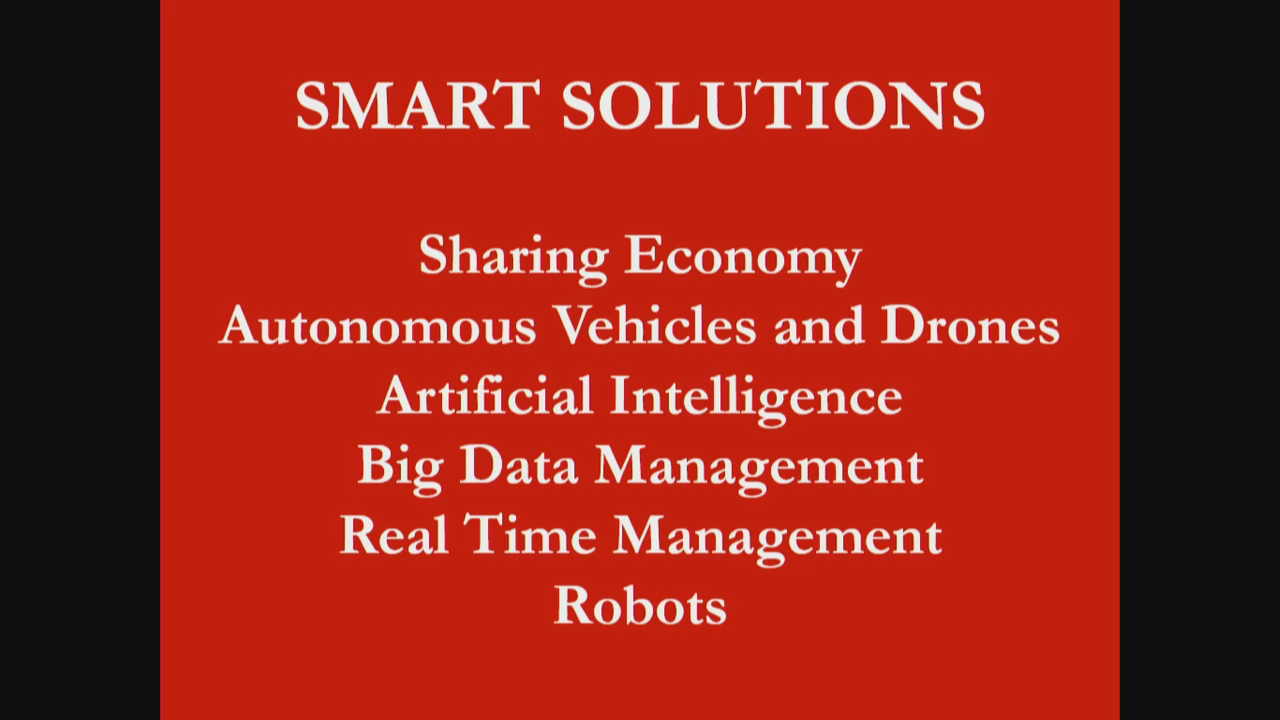 SMART SOLUTIONS
Sharing Economy
Autonomous Vehicles and Drones
Artificial Intelligence
Big Data Management
Real Time Management
Robots